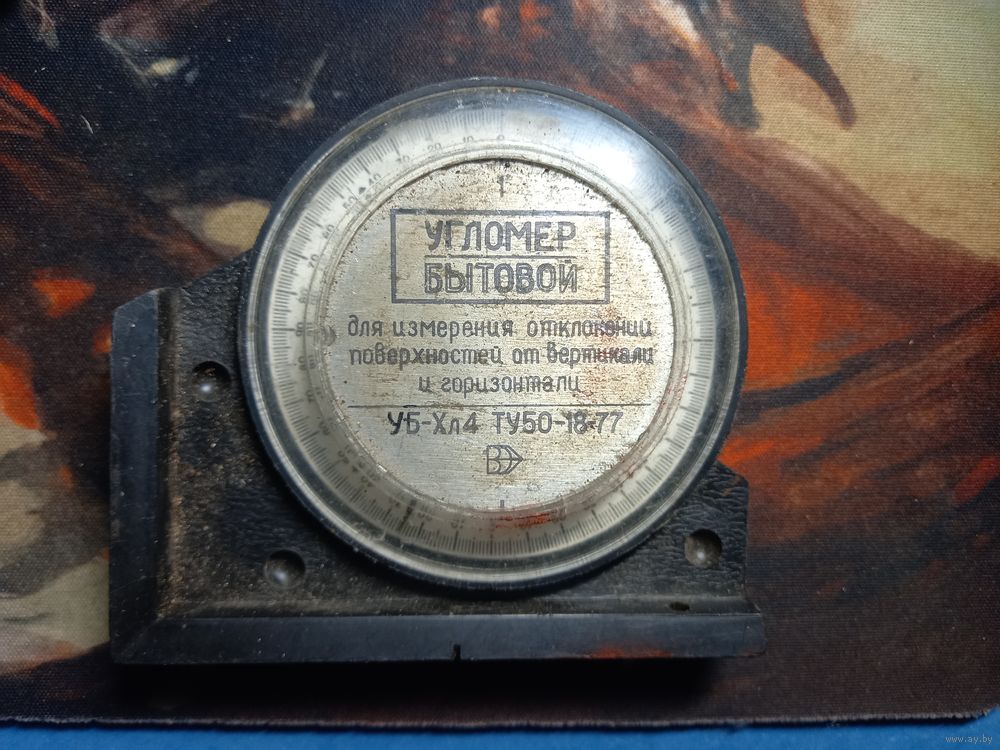 УГЛОМЕР
БЫТОВОЙ
для измерения отклонений
поверхностей от вертикали
и горизонтали
УБ-Хл4 ТУ50-18-77
www.ay.by